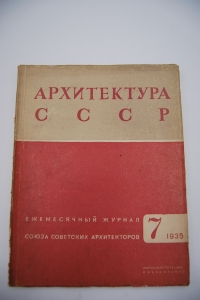 АРХИТЕКТУРА
СССР
ЕЖЕМЕСЯЧНЫЙ ЖУРНАЛ
СОЮЗА СОВЕТСКИХ АРХИТЕКТОРОВ
7
1935